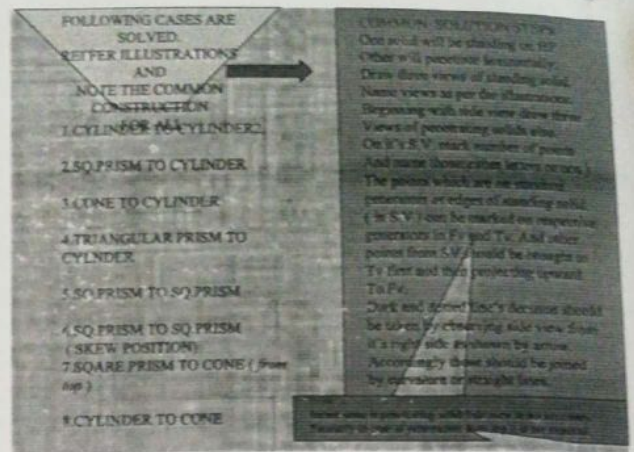 FOLLOWING CASES ARE
SOLVED.
REFFER ILLUSTRATIONS
AND
NOTE THE COMMON
CONSTRUCTION
FOR ALL
1.CYLINDER TO CYLINDER2.
2.SQ.PRISM TO CYLINDER
3.CONE TO CYLINDER
4.TRIANGULAR PRISM TO
CYLNDER
5.SQ.PRISM TO SQ.PRISM
6.SQ.PRISM TO SQ.PRISM
( SKEW POSITION)
7.SQARE PRISM TO CONE ( from
top )
8.CYLINDER TO CONE
COMMON SOLUTION STEPS
One solid will be standing on HP
Other will penetrate horizontally.
Draw three views of standing solid.
Name views as per the illustrations.
Beginning with side view draw three
Views of penetrating solids also.
On it's S.V. mark number of points
And name those(either letters or nos.)
The points which are on standard
generators or edges of standing solid,
( in S.V.) can be marked on respective
generators in Fv and Tv. And other
points from SV should be brought to
Tv first and then projecting upward
To Fv.
Dark and dotted line's decision should
be taken by observing side view from
it's right side as shown by arrow.
Accordingly those should be joined
by curvature or straight lines.